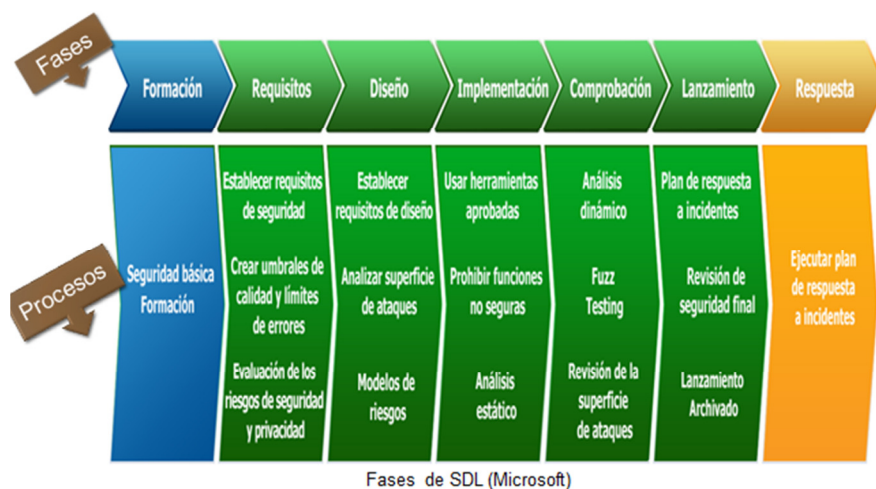 Fases
Formación
Requisitos
Diseño
Implementación
Comprobación
Lanzamiento
Respuesta
Procesos
Seguridad básica
Formación
Establecer requisitos
de seguridad
Crear umbrales de
calidad y límites
de errores
Evaluación de los
riesgos de seguridad
y privacidad
Establecer
requisitos de diseño
Analizar superficie
de ataques
Modelos de
riesgos
Usar herramientas
aprobadas
Prohibir funciones
no seguras
Análisis
estático
Análisis
dinámico
Fuzz
Testing
Revisión de la
superficie
de ataques
Plan de respuesta
a incidentes
Revisión de
seguridad final
Lanzamiento
Archivado
Ejecutar plan
de respuesta
a incidentes
Fases de SDL (Microsoft)